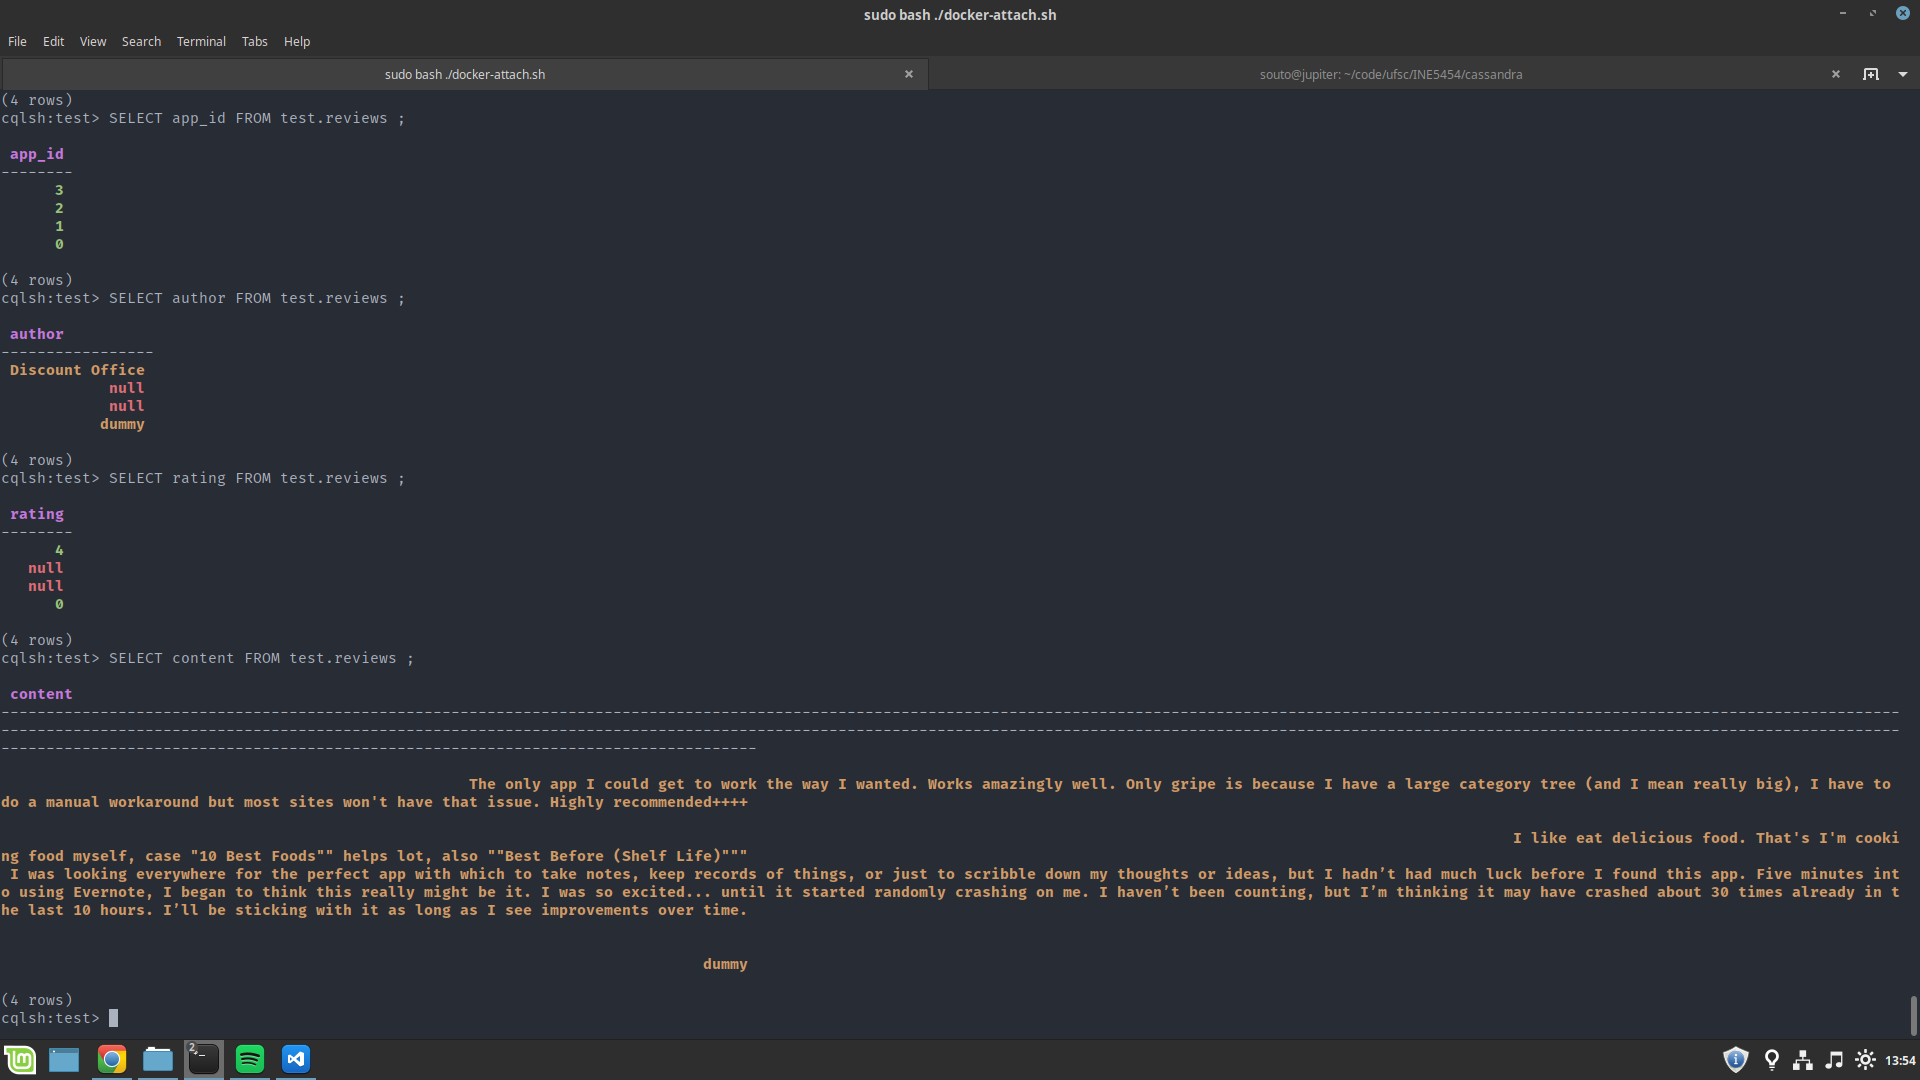 sudo bash ./docker-attach.sh
File Edit View Search Terminal Tabs Help
sudo bash ./docker-attach.sh
souto@jupiter: ~/code/ufsc/INE5454/cassandra
(4 rows)
cqlsh:test> SELECT app_id FROM test.reviews ;
app_id
--------
3
2
1
0
(4 rows)
cqlsh:test> SELECT author FROM test.reviews ;
author
-----------------
Discount Office
null
null
dummy
(4 rows)
cqlsh:test> SELECT rating FROM test.reviews ;
rating
--------
4
null
null
0
(4 rows)
cqlsh:test> SELECT content FROM test.reviews ;
content
The only app I could get to work the way I wanted. Works amazingly well. Only gripe is because I have a large category tree (and I mean really big), I have to
do a manual workaround but most sites won't have that issue. Highly recommended++++
I like eat delicious food. That's I'm cooki
ng food myself, case "10 Best Foods"" helps lot, also ""Best Before (Shelf Life)"""
I was looking everywhere for the perfect app with which to take notes, keep records of things, or just to scribble down my thoughts or ideas, but I hadn’t had much luck before I found this app. Five minutes int
o using Evernote, I began to think this really might be it. I was so excited... until it started randomly crashing on me. I haven’t been counting, but I’m thinking it may have crashed about 30 times already in t
he last 10 hours. I’ll be sticking with it as long as I see improvements over time.
dummy
(4 rows)
cqlsh:test>
2
13:54